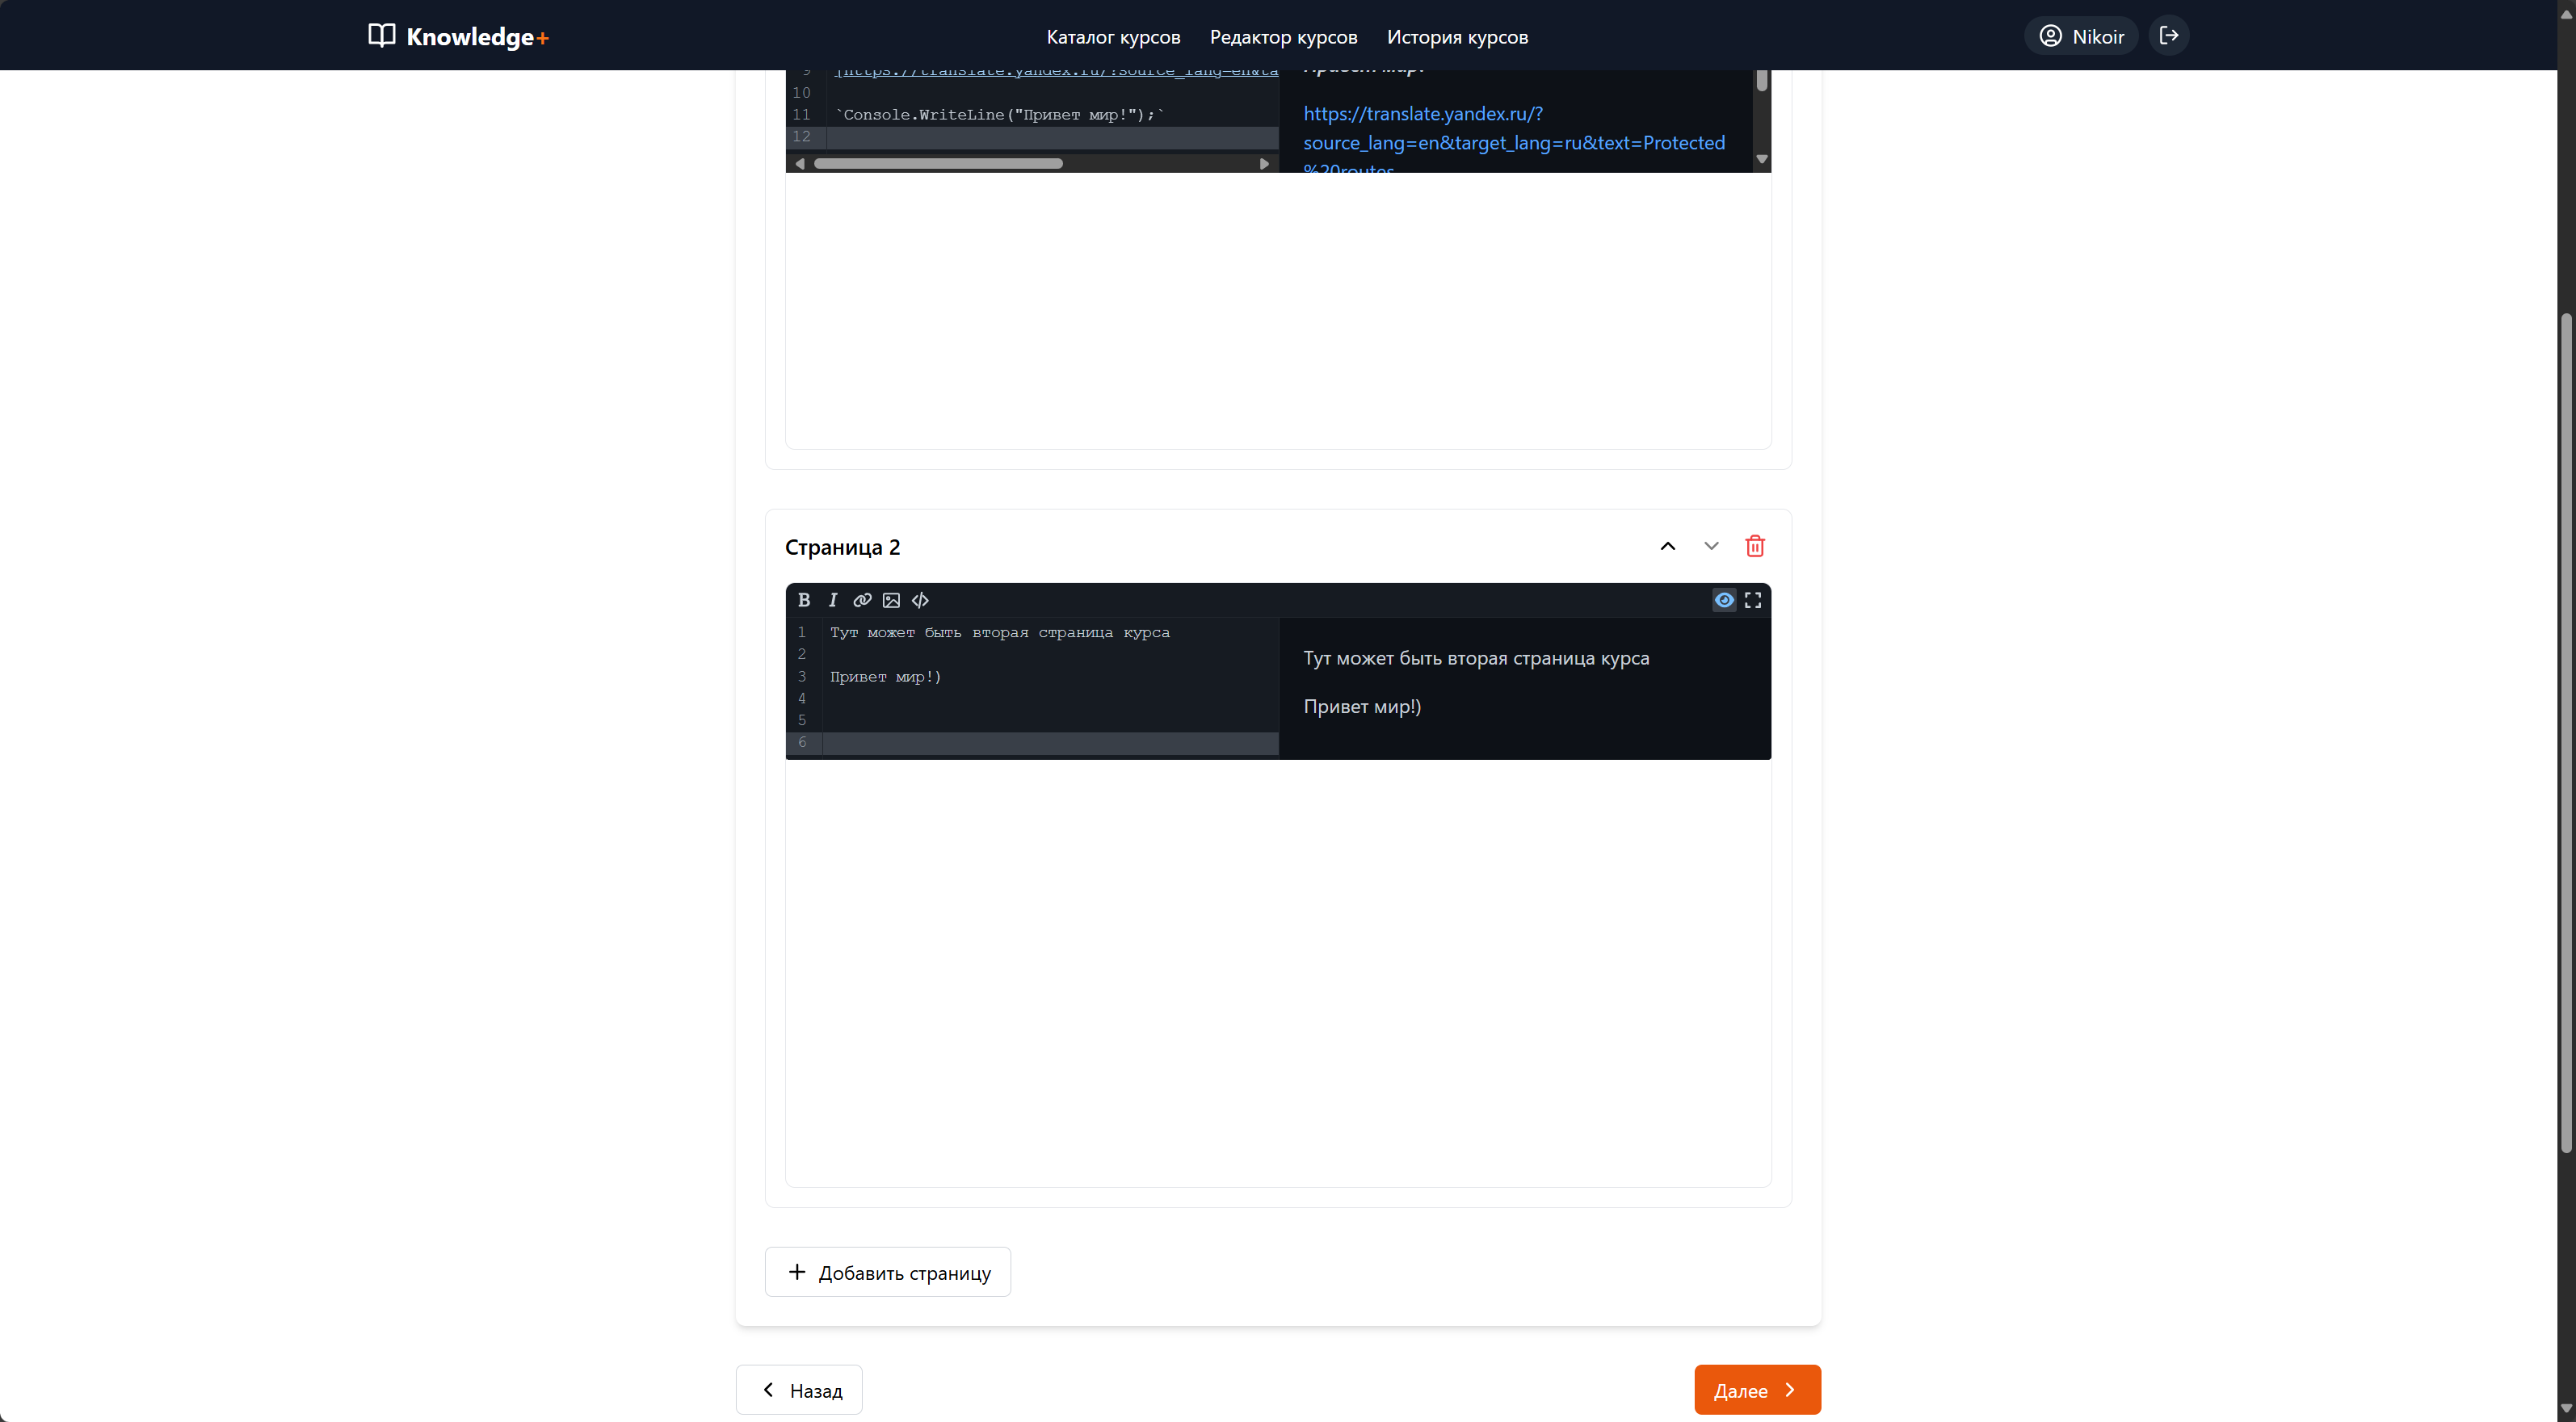 Knowledge+
Каталог курсов Редактор курсов История курсов
Nikoir
9
10
11 `Console.WriteLine("Привет мир!");`
12
https://translate.yandex.ru/?
source_lang=en&target_lang=ru&text=Protected
%20routes
Страница 2
B I
1 Тут может быть вторая страница курса
2
3 Привет мир!)
4
5
6
Тут может быть вторая страница курса
Привет мир!)
Добавить страницу
Назад
Далее